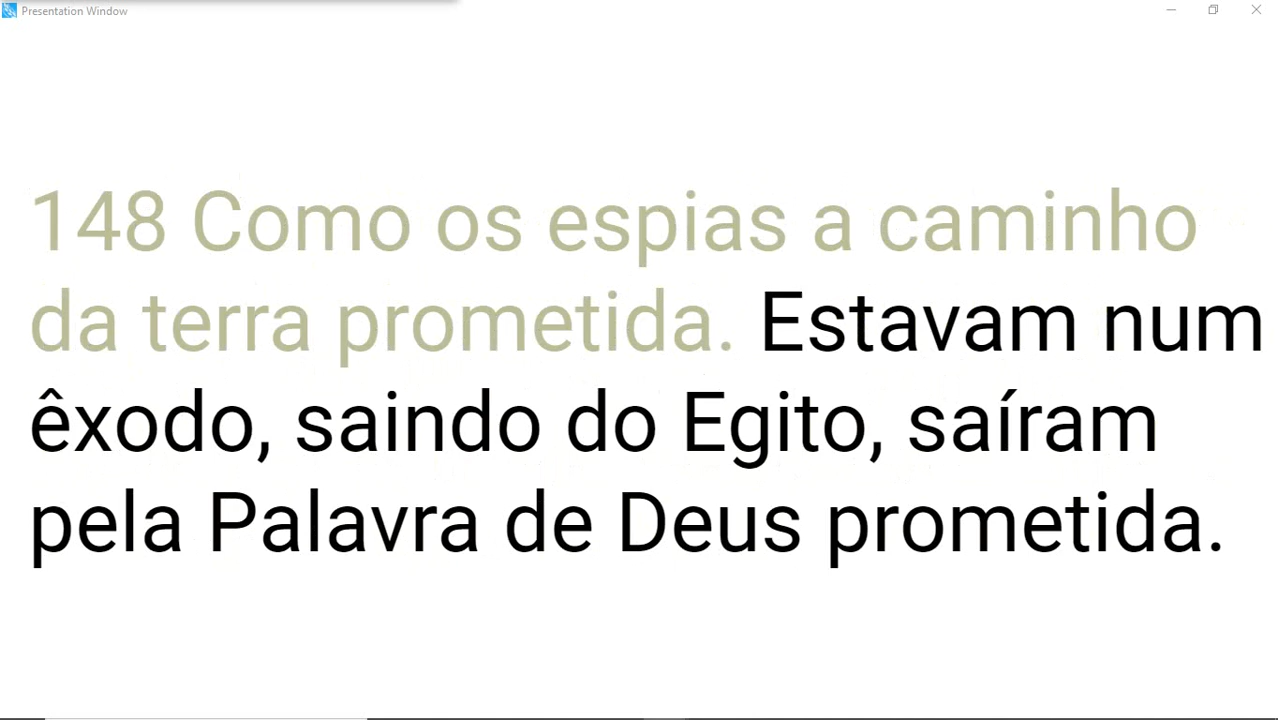 Presentation Window
148 Como os espias a caminho
da terra prometida. Estavam num
êxodo, saindo do Egito, saíram
pela Palavra de Deus prometida.